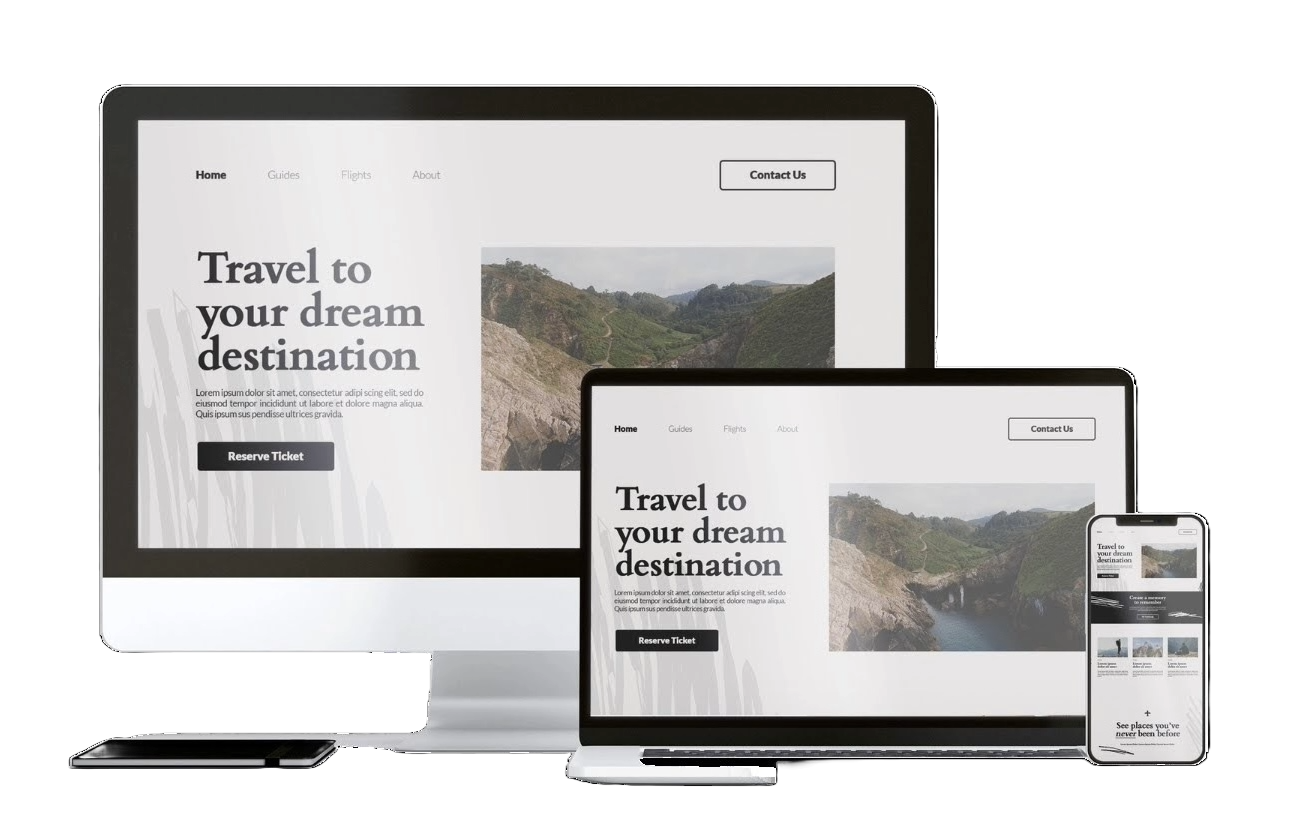 Home Guides Flights About Contact Us
Travel to
your dream
destination
Lorem ipsum dolor sit amet, consectetur adipi scing elit, sed do
eiusmod tempor incididunt ut labore et dolore magna aliqua.
Quis ipsum sus pendisse ultrices gravida.
Reserve Ticket
Home Guides Flights About Contact Us
Travel to
your dream
destination
Lorem ipsum dolor sit amet, consectetur adipi scing elit, sed do
eiusmod tempor incididunt ut labore et dolore magna aliqua.
Quis ipsum sus pendisse ultrices gravida.
Reserve Ticket
Travel to
your dream
destination
Create a memory
to remember
See places you've
never been before